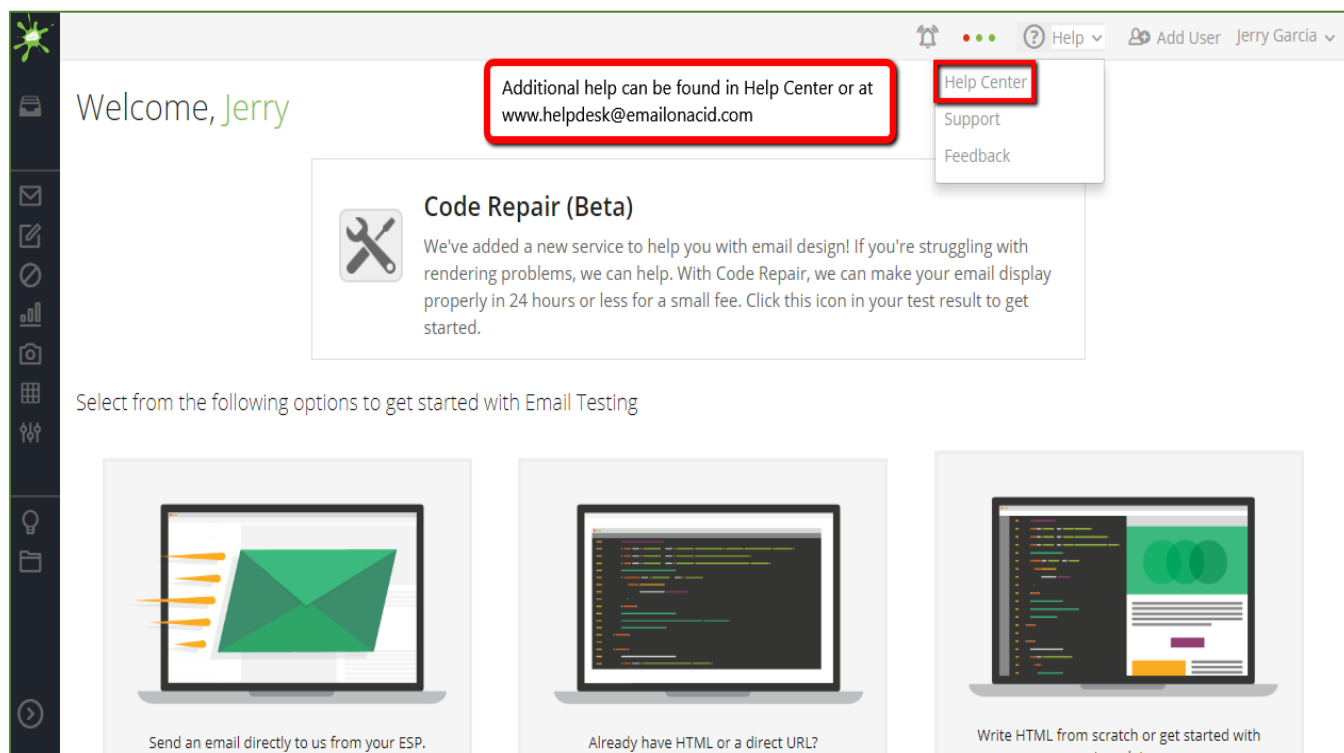 Help
Add User
Jerry Garcia
Additional help can be found in Help Center or at
www.helpdesk@emailonacid.com
Help Center
Support
Feedback
Welcome, Jerry
Code Repair (Beta)
We've added a new service to help you with email design! If you're struggling with
rendering problems, we can help. With Code Repair, we can make your email display
properly in 24 hours or less for a small fee. Click this icon in your test result to get
started.
Select from the following options to get started with Email Testing
Send an email directly to us from your ESP.
Already have HTML or a direct URL?
Write HTML from scratch or get started with